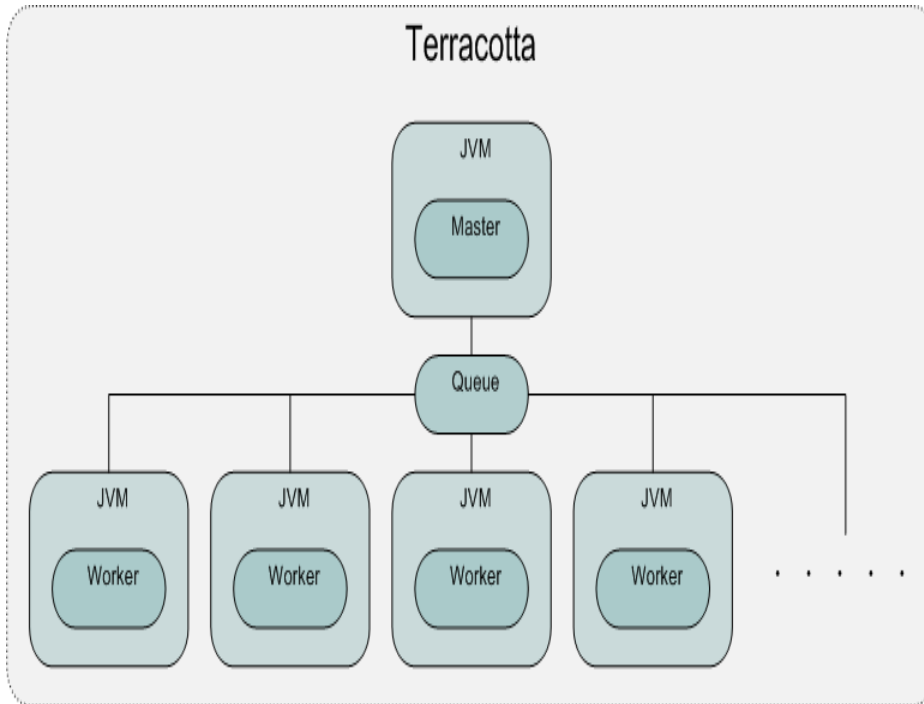 Terracotta
JVM
Master
Queue
JVM
JVM
JVM
JVM
Worker
Worker
Worker
Worker
. . . . .